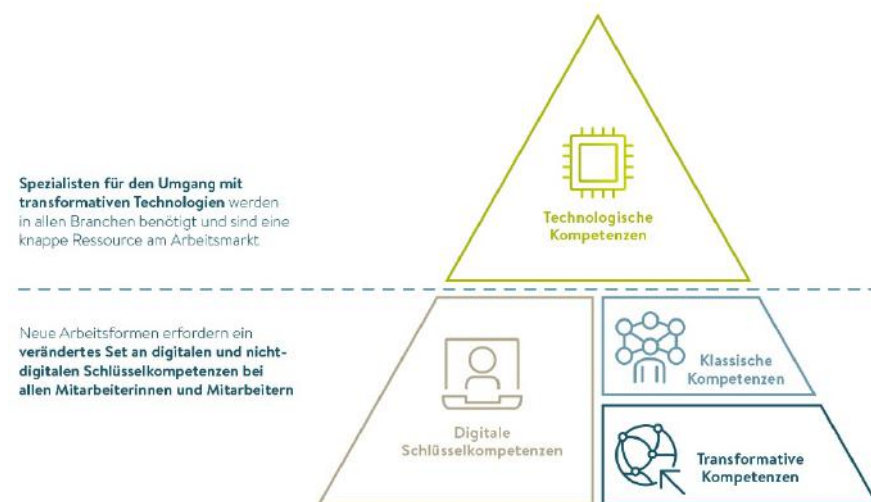 Technologische
Kompetenzen
Spezialisten für den Umgang mit
transformativen Technologien werden
in allen Branchen benötigt und sind eine
knappe Ressource am Arbeitsmarkt
Neue Arbeitsformen erfordern ein
verändertes Set an digitalen und nicht-
digitalen Schlüsselkompetenzen bei
allen Mitarbeiterinnen und Mitarbeitern
Digitale
Schlüsselkompetenzen
Klassische
Kompetenzen
Transformative
Kompetenzen